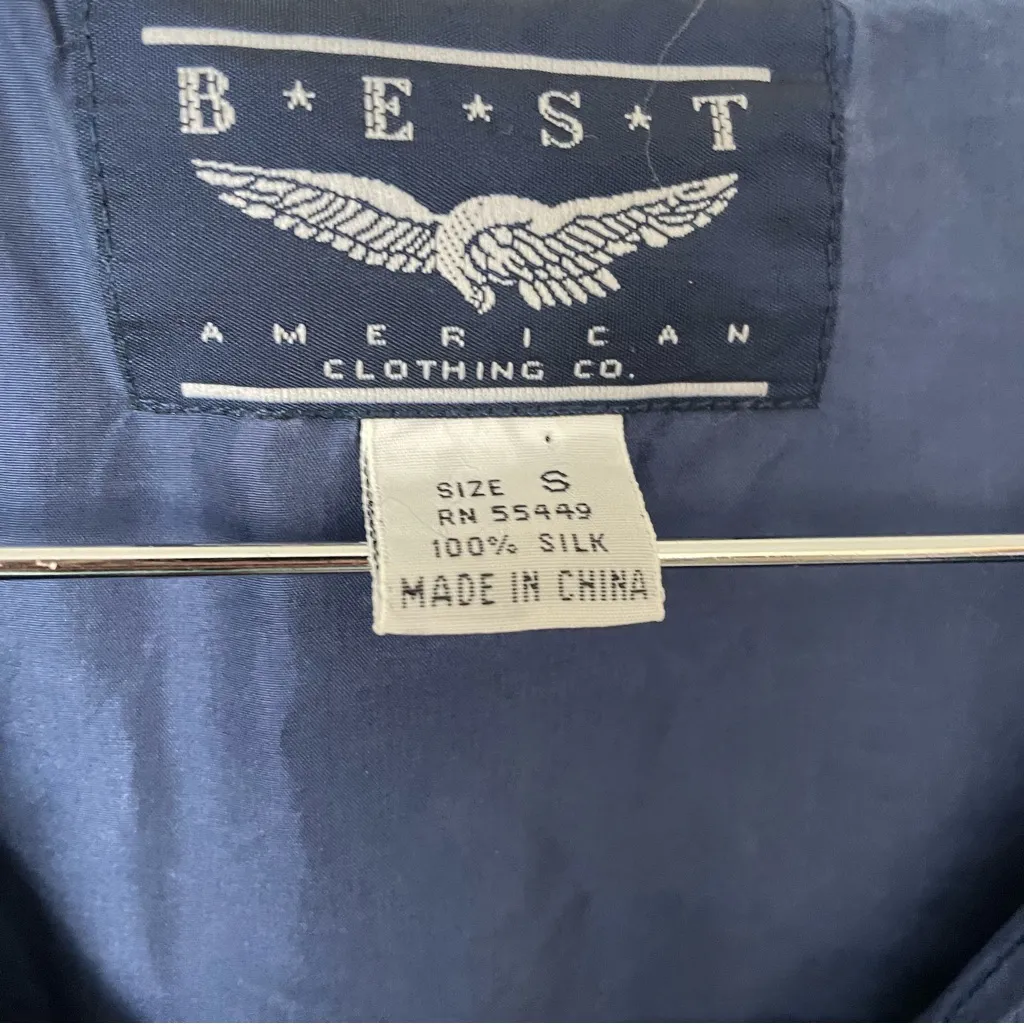 B★E★S★T
AMERICAN
CLOTHING CO.
SIZE S
RN 55449
100% SILK
MADE IN CHINA